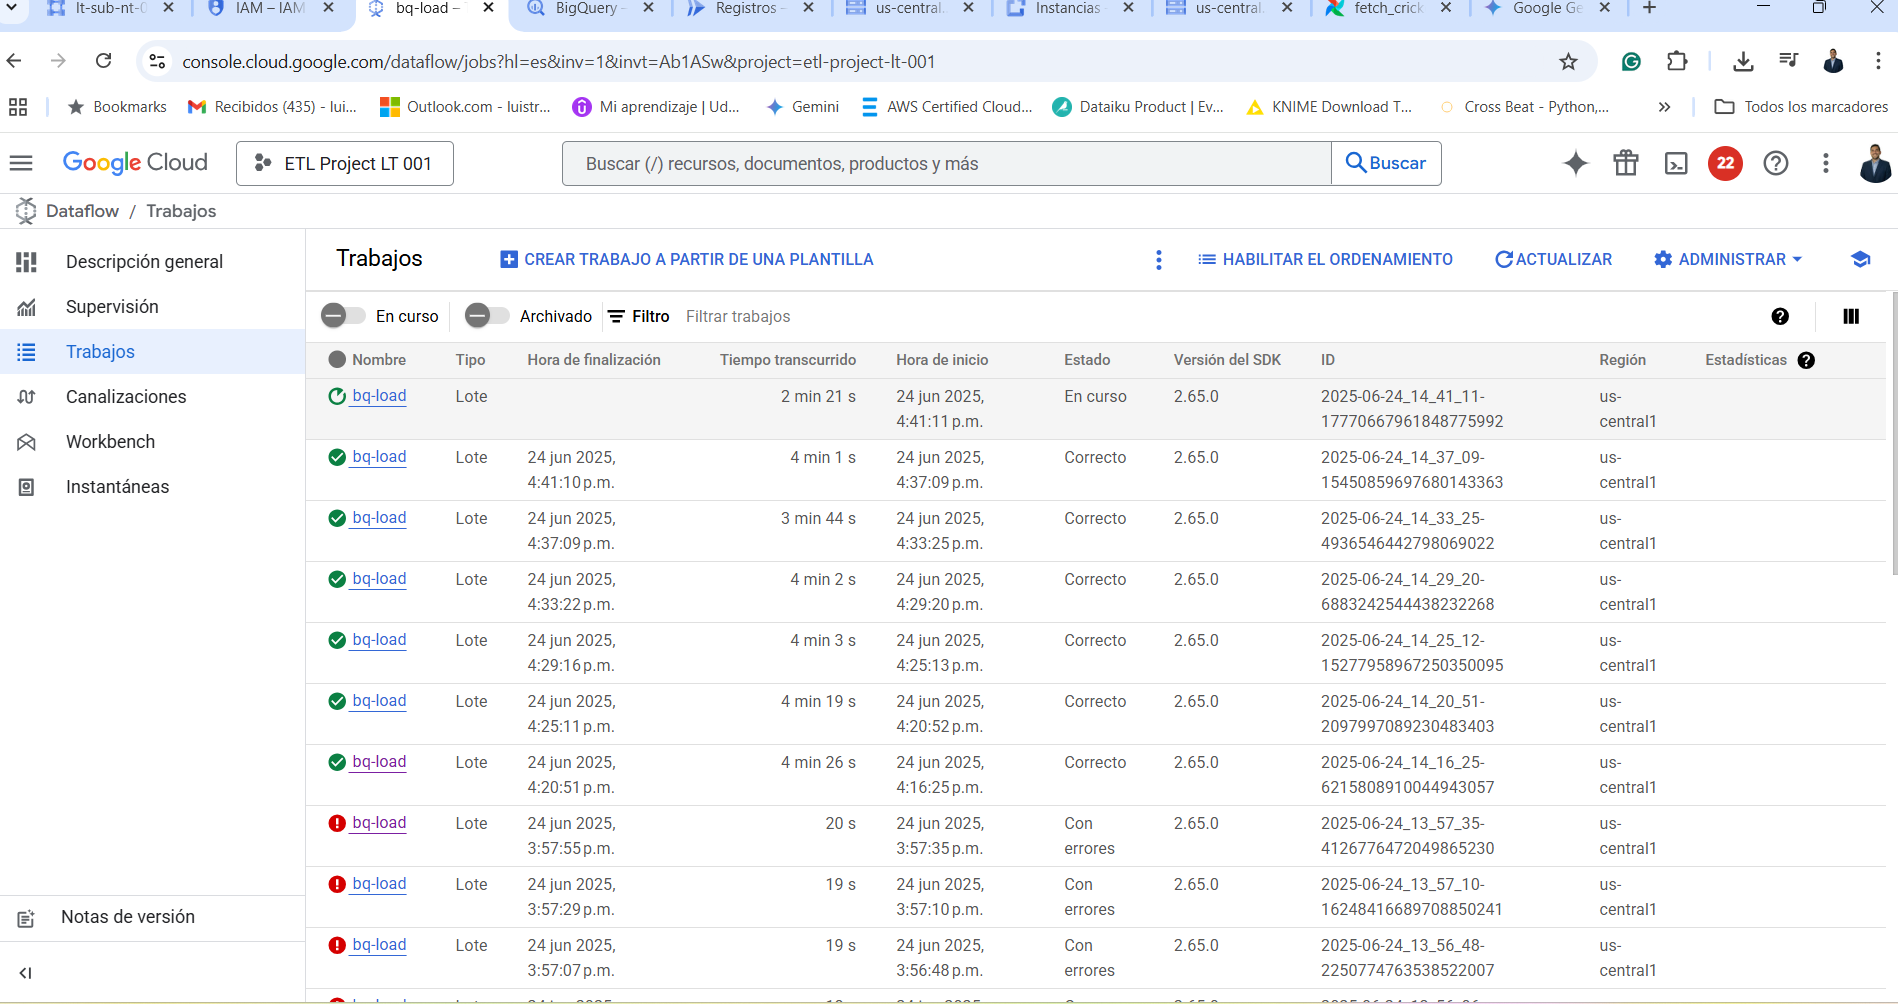 lt-sub-nt-0
IAM – IAM
bq-load –
BigQuery
Registros –
us-central.
Instancias
us-central.
fetch_crick
Google Ge
console.cloud.google.com/dataflow/jobs?hl=es&inv=1&invt=Ab1ASw&project=etl-project-lt-001
Bookmarks
Recibidos (435) - lui...
Outlook.com - luistr...
Mi aprendizaje | Ud...
Gemini
AWS Certified Cloud...
Dataiku Product | Ev...
KNIME Download T...
Cross Beat - Python,...
»
Todos los marcadores
Google Cloud
ETL Project LT 001
Buscar (/) recursos, documentos, productos y más
Buscar
22
Dataflow / Trabajos
Descripción general
Supervisión
Trabajos
Canalizaciones
Workbench
Instantáneas
Notas de versión
Trabajos
CREAR TRABAJO A PARTIR DE UNA PLANTILLA
HABILITAR EL ORDENAMIENTO
ACTUALIZAR
ADMINISTRAR
En curso
Archivado
Filtro Filtrar trabajos
Nombre Tipo Hora de finalización Tiempo transcurrido Hora de inicio Estado Versión del SDK ID Región Estadísticas
bq-load Lote 2 min 21 s 24 jun 2025, En curso 2.65.0 2025-06-24_14_41_11- us-
4:41:11 p.m. 17770667961848775992 central1
bq-load Lote 24 jun 2025, 4 min 1 s 24 jun 2025, Correcto 2.65.0 2025-06-24_14_37_09- us-
4:41:10 p.m. 4:37:09 p.m. 15450859697680143363 central1
bq-load Lote 24 jun 2025, 3 min 44 s 24 jun 2025, Correcto 2.65.0 2025-06-24_14_33_25- us-
4:37:09 p.m. 4:33:25 p.m. 4936546442798069022 central1
bq-load Lote 24 jun 2025, 4 min 2 s 24 jun 2025, Correcto 2.65.0 2025-06-24_14_29_20- us-
4:33:22 p.m. 4:29:20 p.m. 6883242544438232268 central1
bq-load Lote 24 jun 2025, 4 min 3 s 24 jun 2025, Correcto 2.65.0 2025-06-24_14_25_12- us-
4:29:16 p.m. 4:25:13 p.m. 15277958967250350095 central1
bq-load Lote 24 jun 2025, 4 min 19 s 24 jun 2025, Correcto 2.65.0 2025-06-24_14_20_51- us-
4:25:11 p.m. 4:20:52 p.m. 2097997089230483403 central1
bq-load Lote 24 jun 2025, 4 min 26 s 24 jun 2025, Correcto 2.65.0 2025-06-24_14_16_25- us-
4:20:51 p.m. 4:16:25 p.m. 6215808910044943057 central1
bq-load Lote 24 jun 2025, 20 s 24 jun 2025, Con 2.65.0 2025-06-24_13_57_35- us-
3:57:55 p.m. 3:57:35 p.m. errores 4126776472049865230 central1
bq-load Lote 24 jun 2025, 19 s 24 jun 2025, Con 2.65.0 2025-06-24_13_57_10- us-
3:57:29 p.m. 3:57:10 p.m. errores 16248416689708850241 central1
bq-load Lote 24 jun 2025, 19 s 24 jun 2025, Con 2.65.0 2025-06-24_13_56_48- us-
3:57:07 p.m. 3:56:48 p.m. errores 2250774763538522007 central1